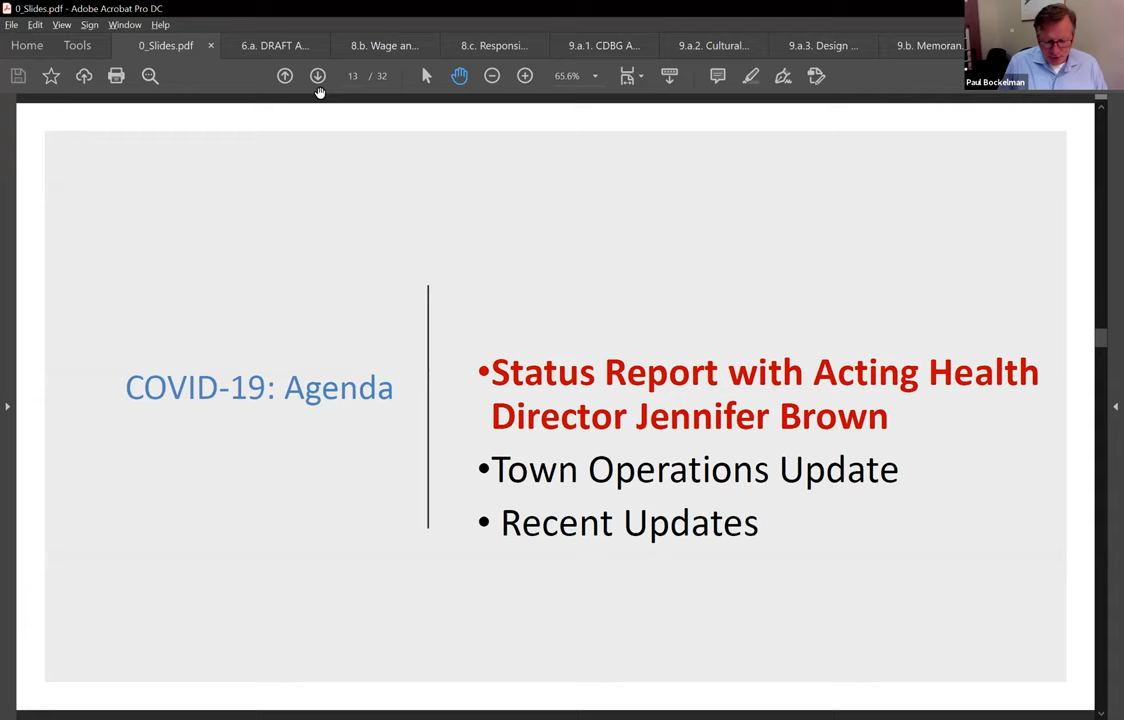 0_Slides.pdf - Adobe Acrobat Pro DC
File Edit View Sign Window Help
Home Tools 0_Slides.pdf × 6.a. DRAFT A... 8.b. Wage an... 8.c. Responsi... 9.a.1. CDBG A... 9.a.2. Cultural... 9.a.3. Design ... 9.b. Memoran...
13 / 32 65.6%
Paul Bockelman
COVID-19: Agenda
•Status Report with Acting Health
Director Jennifer Brown
•Town Operations Update
• Recent Updates